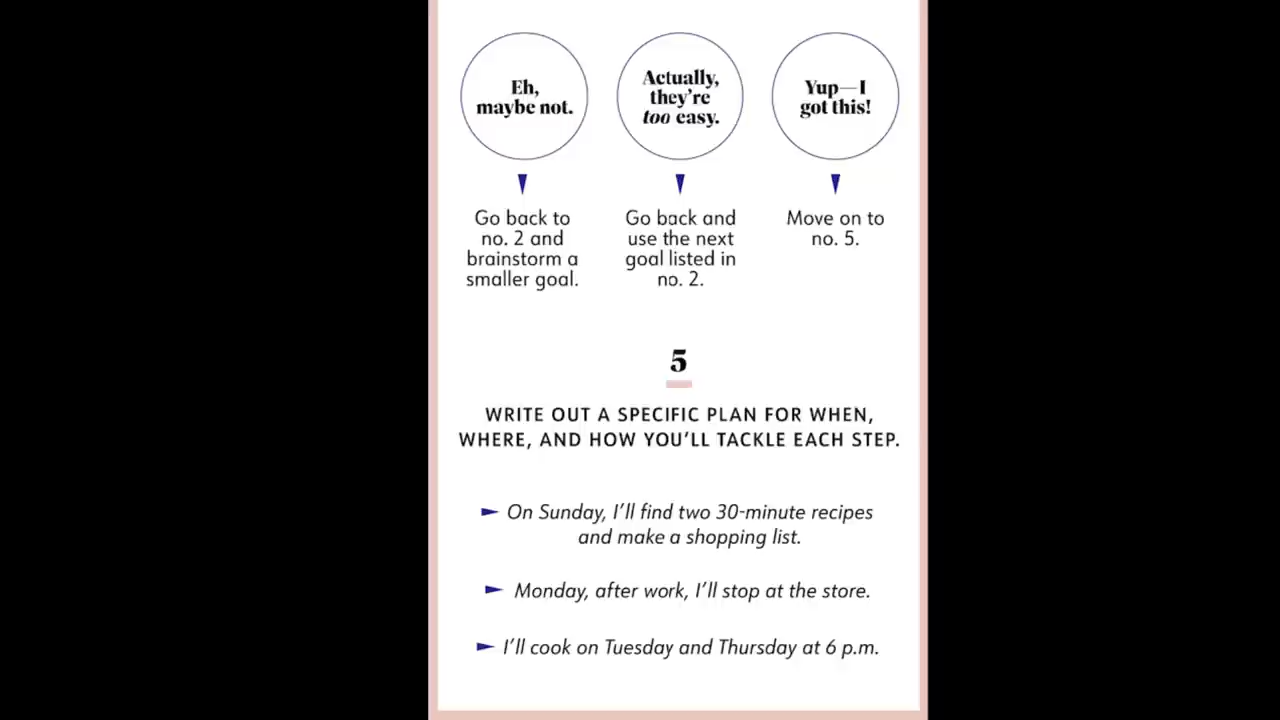 Eh,
maybe not.
Actually,
they're
too easy.
Yup—I
got this!
Go back to
no. 2 and
brainstorm a
smaller goal.
Go back and
use the next
goal listed in
no. 2.
Move on to
no. 5.
5
WRITE OUT A SPECIFIC PLAN FOR WHEN,
WHERE, AND HOW YOU'LL TACKLE EACH STEP.
On Sunday, I'll find two 30-minute recipes
and make a shopping list.
Monday, after work, I'll stop at the store.
I'll cook on Tuesday and Thursday at 6 p.m.